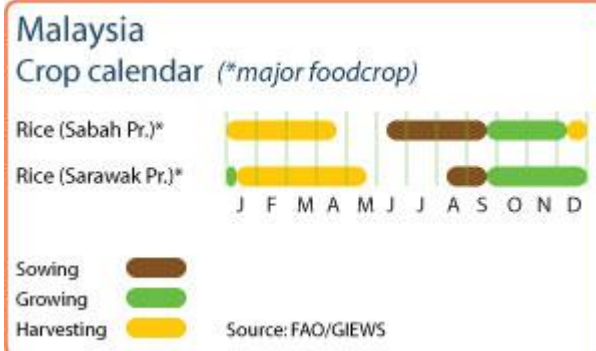 Malaysia
Crop calendar (*major foodcrop)
Rice (Sabah Pr.)*
Rice (Sarawak Pr.)*
J F M A M J J A S O N D
Sowing
Growing
Harvesting
Source: FAO/GIEWS